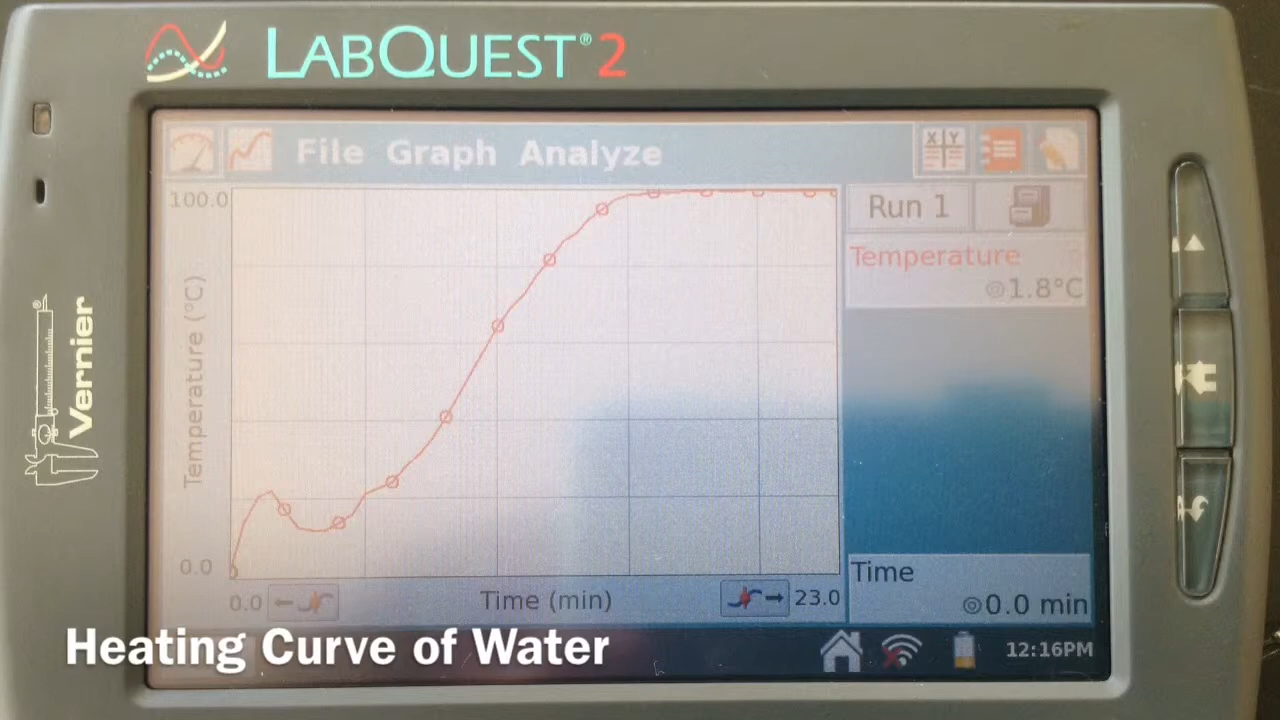 LABQUEST® 2
File Graph Analyze
X Y
100.0
Temperature (°C)
0.0
0.0
Time (min)
23.0
Run 1
Temperature
1.8°C
Time
0.0 min
12:16PM
Vernier®
Heating Curve of Water